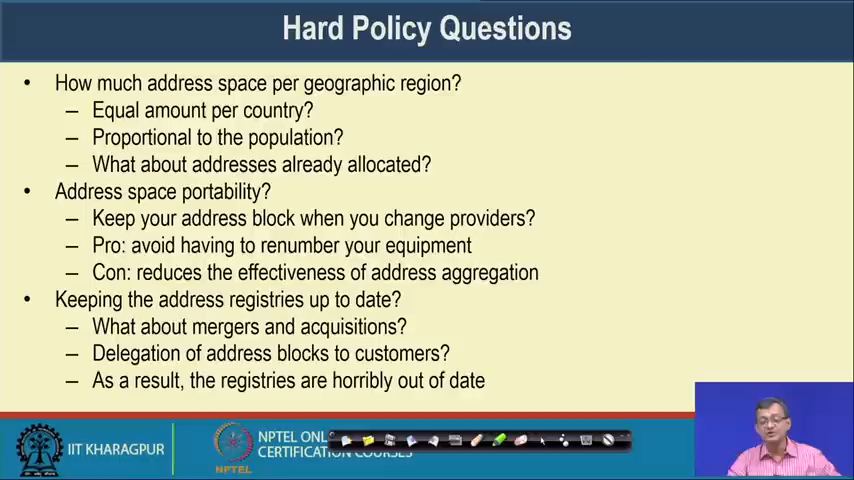 Hard Policy Questions
• How much address space per geographic region?
– Equal amount per country?
– Proportional to the population?
– What about addresses already allocated?
• Address space portability?
– Keep your address block when you change providers?
– Pro: avoid having to renumber your equipment
– Con: reduces the effectiveness of address aggregation
• Keeping the address registries up to date?
– What about mergers and acquisitions?
– Delegation of address blocks to customers?
– As a result, the registries are horribly out of date
IIT KHARAGPUR
NPTEL
NPTEL ONL
CERTIFICATION COURSES